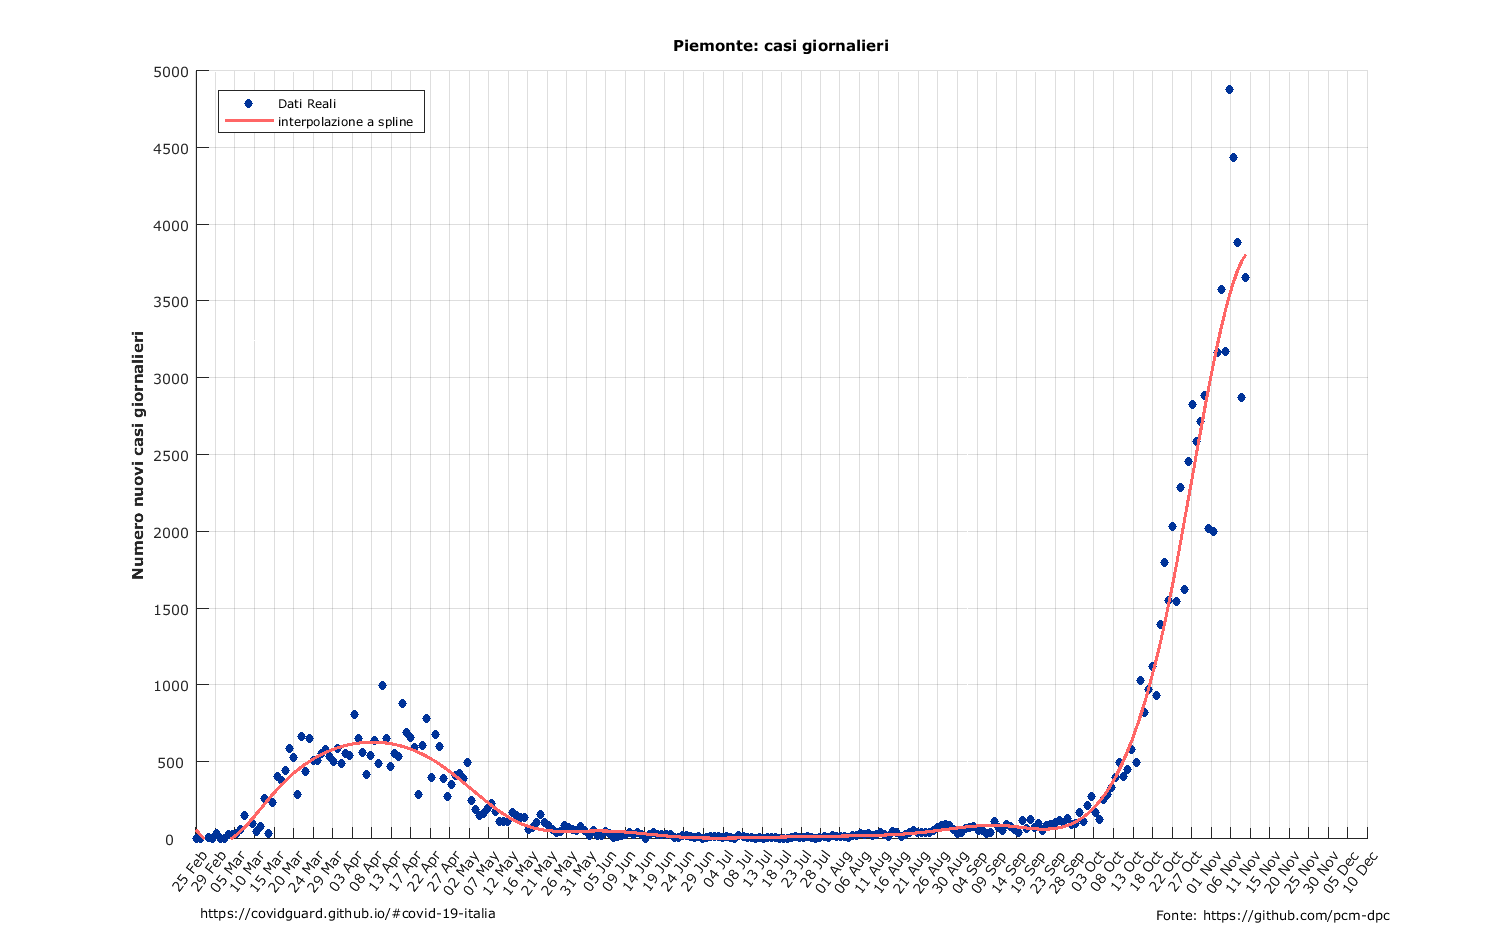 Piemonte: casi giornalieri
Dati Reali
interpolazione a spline
Numero nuovi casi giornalieri
5000
4500
4000
3500
3000
2500
2000
1500
1000
500
0
25 Feb
29 Feb
05 Mar
10 Mar
15 Mar
20 Mar
24 Mar
29 Mar
03 Apr
08 Apr
13 Apr
17 Apr
22 Apr
27 Apr
02 May
07 May
12 May
16 May
21 May
26 May
31 May
05 Jun
09 Jun
14 Jun
19 Jun
24 Jun
29 Jun
04 Jul
08 Jul
13 Jul
18 Jul
23 Jul
28 Jul
01 Aug
06 Aug
11 Aug
16 Aug
21 Aug
26 Aug
30 Aug
04 Sep
09 Sep
14 Sep
19 Sep
23 Sep
28 Sep
03 Oct
08 Oct
13 Oct
18 Oct
22 Oct
27 Oct
01 Nov
06 Nov
11 Nov
15 Nov
20 Nov
25 Nov
30 Nov
05 Dec
10 Dec
https://covidguard.github.io/#covid-19-italia
Fonte: https://github.com/pcm-dpc